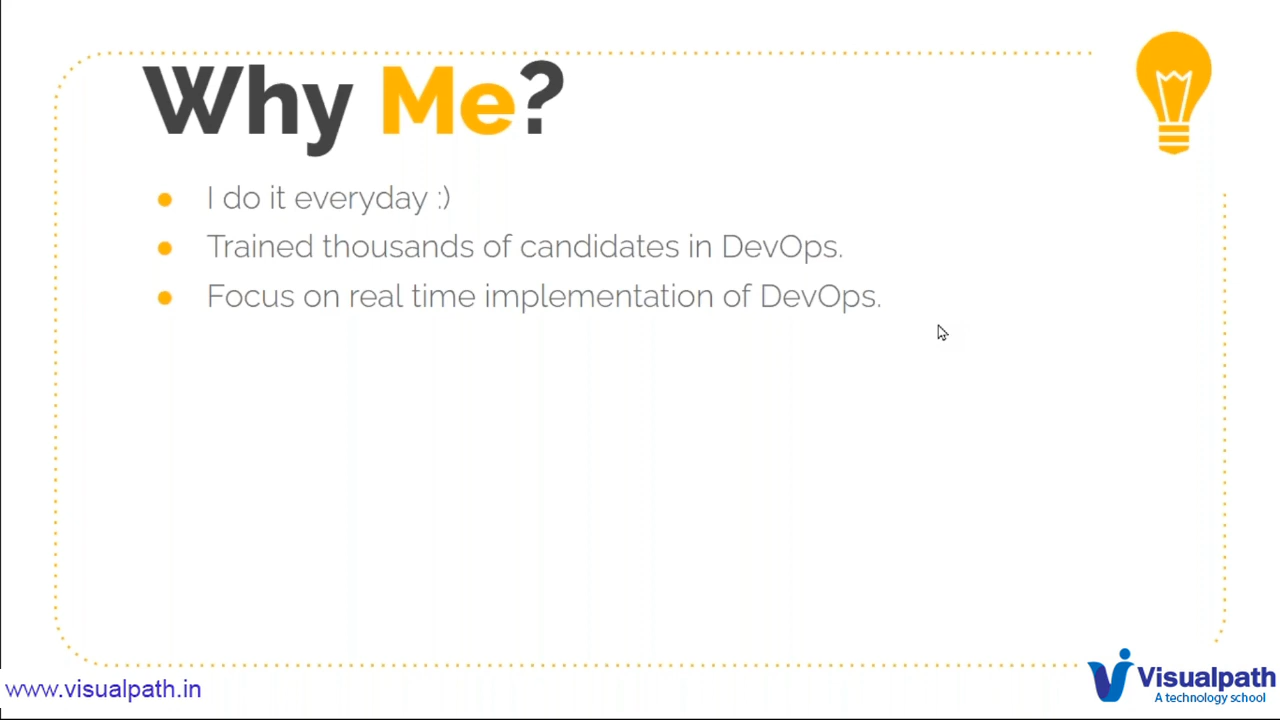 Why Me?
I do it everyday :)
Trained thousands of candidates in DevOps.
Focus on real time implementation of DevOps.
www.visualpath.in
Visualpath
A technology school